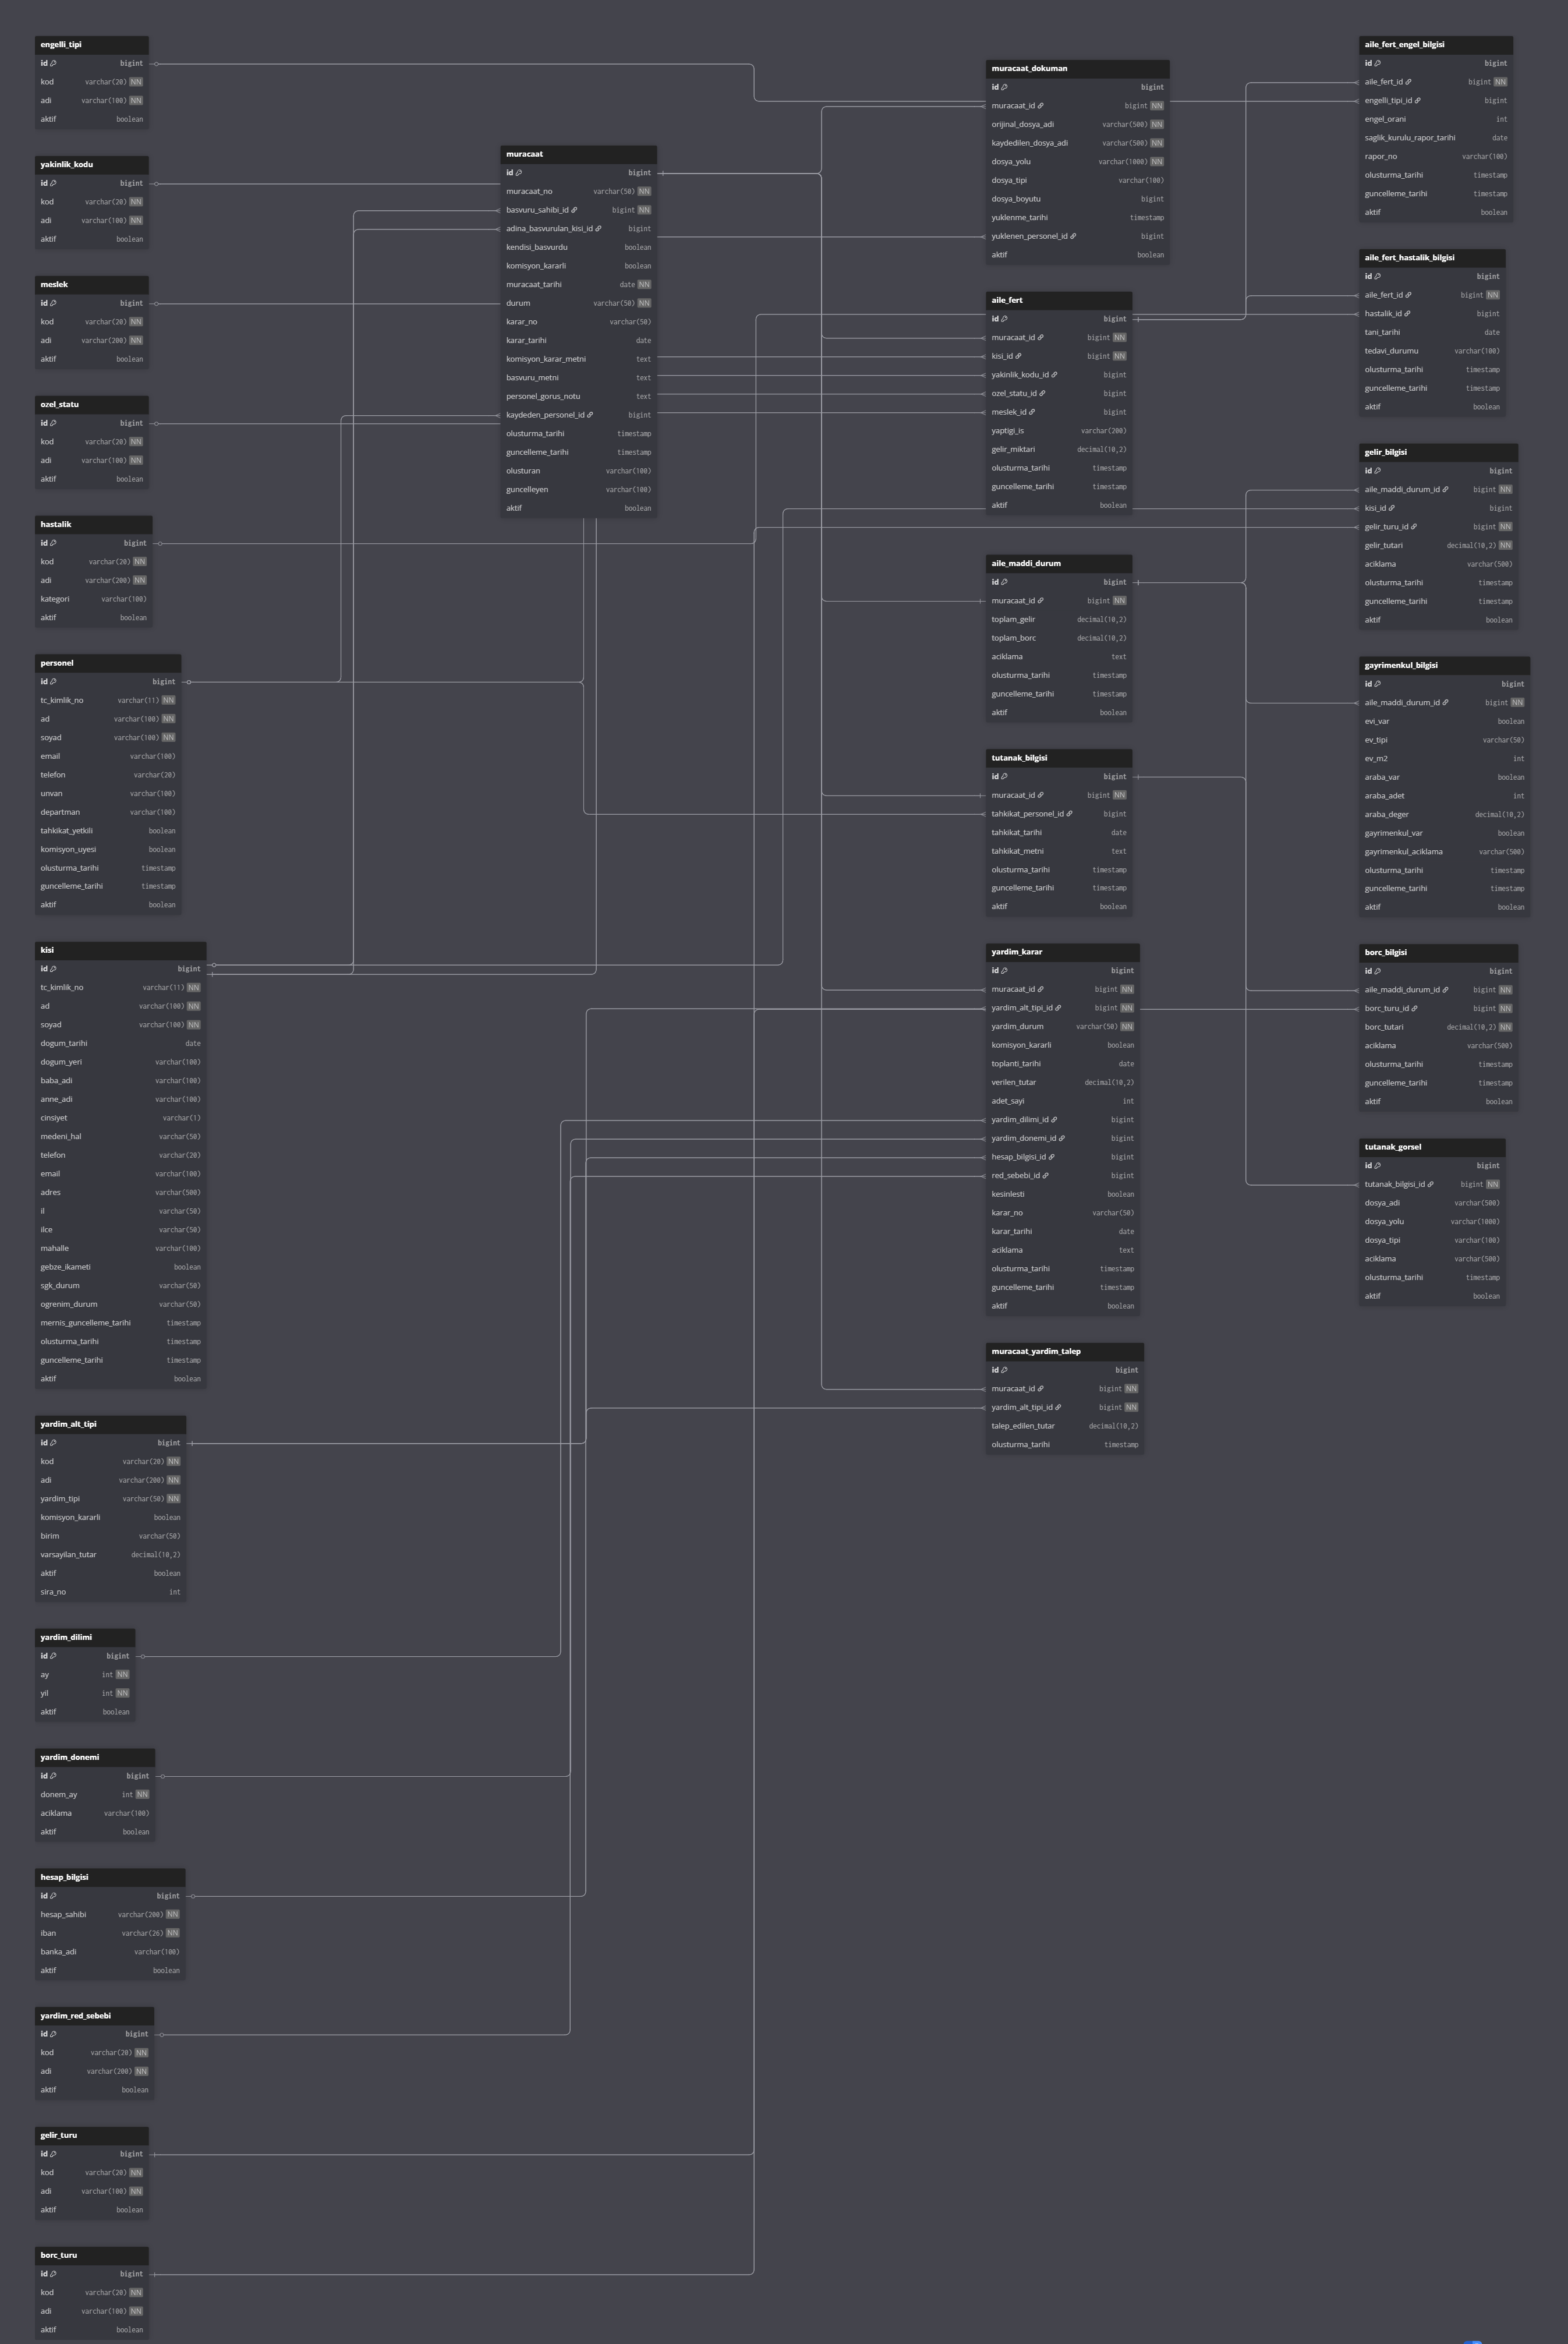 engelli_tipi
id bigint
kod varchar(20) NN
adi varchar(100) NN
aktif boolean
yakinlik_kodu
id bigint
kod varchar(20) NN
adi varchar(100) NN
aktif boolean
meslek
id bigint
kod varchar(20) NN
adi varchar(200) NN
aktif boolean
ozel_statu
id bigint
kod varchar(20) NN
adi varchar(100) NN
aktif boolean
hastalik
id bigint
kod varchar(20) NN
adi varchar(200) NN
kategori varchar(100)
aktif boolean
personel
id bigint
tc_kimlik_no varchar(11) NN
ad varchar(100) NN
soyad varchar(100) NN
email varchar(100)
telefon varchar(20)
unvan varchar(100)
departman varchar(100)
tahkikat_yetkili boolean
komisyon_uyesi boolean
olusturma_tarihi timestamp
guncelleme_tarihi timestamp
aktif boolean
kisi
id bigint
tc_kimlik_no varchar(11) NN
ad varchar(100) NN
soyad varchar(100) NN
dogum_tarihi date
dogum_yeri varchar(100)
baba_adi varchar(100)
anne_adi varchar(100)
cinsiyet varchar(1)
medeni_hal varchar(50)
telefon varchar(20)
email varchar(100)
adres varchar(500)
il varchar(50)
ilce varchar(50)
mahalle varchar(100)
gebze_ikameti boolean
sgk_durum varchar(50)
ogrenim_durum varchar(50)
mernis_guncelleme_tarihi timestamp
olusturma_tarihi timestamp
guncelleme_tarihi timestamp
aktif boolean
yardim_alt_tipi
id bigint
kod varchar(20) NN
adi varchar(200) NN
yardim_tipi varchar(50) NN
komisyon_kararli boolean
birim varchar(50)
varsayilan_tutar decimal(10,2)
aktif boolean
sira_no int
yardim_dilimi
id bigint
ay int NN
yil int NN
aktif boolean
yardim_donemi
id bigint
donem_ay int NN
aciklama varchar(100)
aktif boolean
hesap_bilgisi
id bigint
hesap_sahibi varchar(200) NN
iban varchar(26) NN
banka_adi varchar(100)
aktif boolean
yardim_red_sebebi
id bigint
kod varchar(20) NN
adi varchar(200) NN
aktif boolean
gelir_turu
id bigint
kod varchar(20) NN
adi varchar(100) NN
aktif boolean
borc_turu
id bigint
kod varchar(20) NN
adi varchar(100) NN
aktif boolean
muracaat
id bigint
muracaat_no varchar(50) NN
basvuru_sahibi_id bigint NN
adina_basvurulan_kisi_id bigint
kendisi_basvurdu boolean
komisyon_kararli boolean
muracaat_tarihi date NN
durum varchar(50) NN
karar_no varchar(50)
karar_tarihi date
komisyon_karar_metni text
basvuru_metni text
personel_gorus_notu text
kaydeden_personel_id bigint
olusturma_tarihi timestamp
guncelleme_tarihi timestamp
olusturan varchar(100)
guncelleyen varchar(100)
aktif boolean
muracaat_dokuman
id bigint
muracaat_id bigint NN
orijinal_dosya_adi varchar(500) NN
kaydedilen_dosya_adi varchar(500) NN
dosya_yolu varchar(1000) NN
dosya_tipi varchar(100)
dosya_boyutu bigint
yuklenme_tarihi timestamp
yuklenen_personel_id bigint
aktif boolean
aile_fert
id bigint
muracaat_id bigint NN
kisi_id bigint NN
yakinlik_kodu_id bigint
ozel_statu_id bigint
meslek_id bigint
yaptigi_is varchar(200)
gelir_miktari decimal(10,2)
olusturma_tarihi timestamp
guncelleme_tarihi timestamp
aktif boolean
aile_maddi_durum
id bigint
muracaat_id bigint NN
toplam_gelir decimal(10,2)
toplam_borc decimal(10,2)
aciklama text
olusturma_tarihi timestamp
guncelleme_tarihi timestamp
aktif boolean
tutanak_bilgisi
id bigint
muracaat_id bigint NN
tahkikat_personel_id bigint
tahkikat_tarihi date
tahkikat_metni text
olusturma_tarihi timestamp
guncelleme_tarihi timestamp
aktif boolean
yardim_karar
id bigint
muracaat_id bigint NN
yardim_alt_tipi_id bigint NN
yardim_durum varchar(50) NN
komisyon_kararli boolean
toplanti_tarihi date
verilen_tutar decimal(10,2)
adet_sayi int
yardim_dilimi_id bigint
yardim_donemi_id bigint
hesap_bilgisi_id bigint
red_sebebi_id bigint
kesinlesti boolean
karar_no varchar(50)
karar_tarihi date
aciklama text
olusturma_tarihi timestamp
guncelleme_tarihi timestamp
aktif boolean
muracaat_yardim_talep
id bigint
muracaat_id bigint NN
yardim_alt_tipi_id bigint NN
talep_edilen_tutar decimal(10,2)
olusturma_tarihi timestamp
aile_fert_engel_bilgisi
id bigint
aile_fert_id bigint NN
engelli_tipi_id bigint
engel_orani int
saglik_kurulu_rapor_tarihi date
rapor_no varchar(100)
olusturma_tarihi timestamp
guncelleme_tarihi timestamp
aktif boolean
aile_fert_hastalik_bilgisi
id bigint
aile_fert_id bigint NN
hastalik_id bigint
tani_tarihi date
tedavi_durumu varchar(100)
olusturma_tarihi timestamp
guncelleme_tarihi timestamp
aktif boolean
gelir_bilgisi
id bigint
aile_maddi_durum_id bigint NN
kisi_id bigint
gelir_turu_id bigint NN
gelir_tutari decimal(10,2) NN
aciklama varchar(500)
olusturma_tarihi timestamp
guncelleme_tarihi timestamp
aktif boolean
gayrimenkul_bilgisi
id bigint
aile_maddi_durum_id bigint NN
evi_var boolean
ev_tipi varchar(50)
ev_m2 int
araba_var boolean
araba_adet int
araba_deger decimal(10,2)
gayrimenkul_var boolean
gayrimenkul_aciklama varchar(500)
olusturma_tarihi timestamp
guncelleme_tarihi timestamp
aktif boolean
borc_bilgisi
id bigint
aile_maddi_durum_id bigint NN
borc_turu_id bigint NN
borc_tutari decimal(10,2) NN
aciklama varchar(500)
olusturma_tarihi timestamp
guncelleme_tarihi timestamp
aktif boolean
tutanak_gorsel
id bigint
tutanak_bilgisi_id bigint NN
dosya_adi varchar(500)
dosya_yolu varchar(1000)
dosya_tipi varchar(100)
aciklama varchar(500)
olusturma_tarihi timestamp
aktif boolean